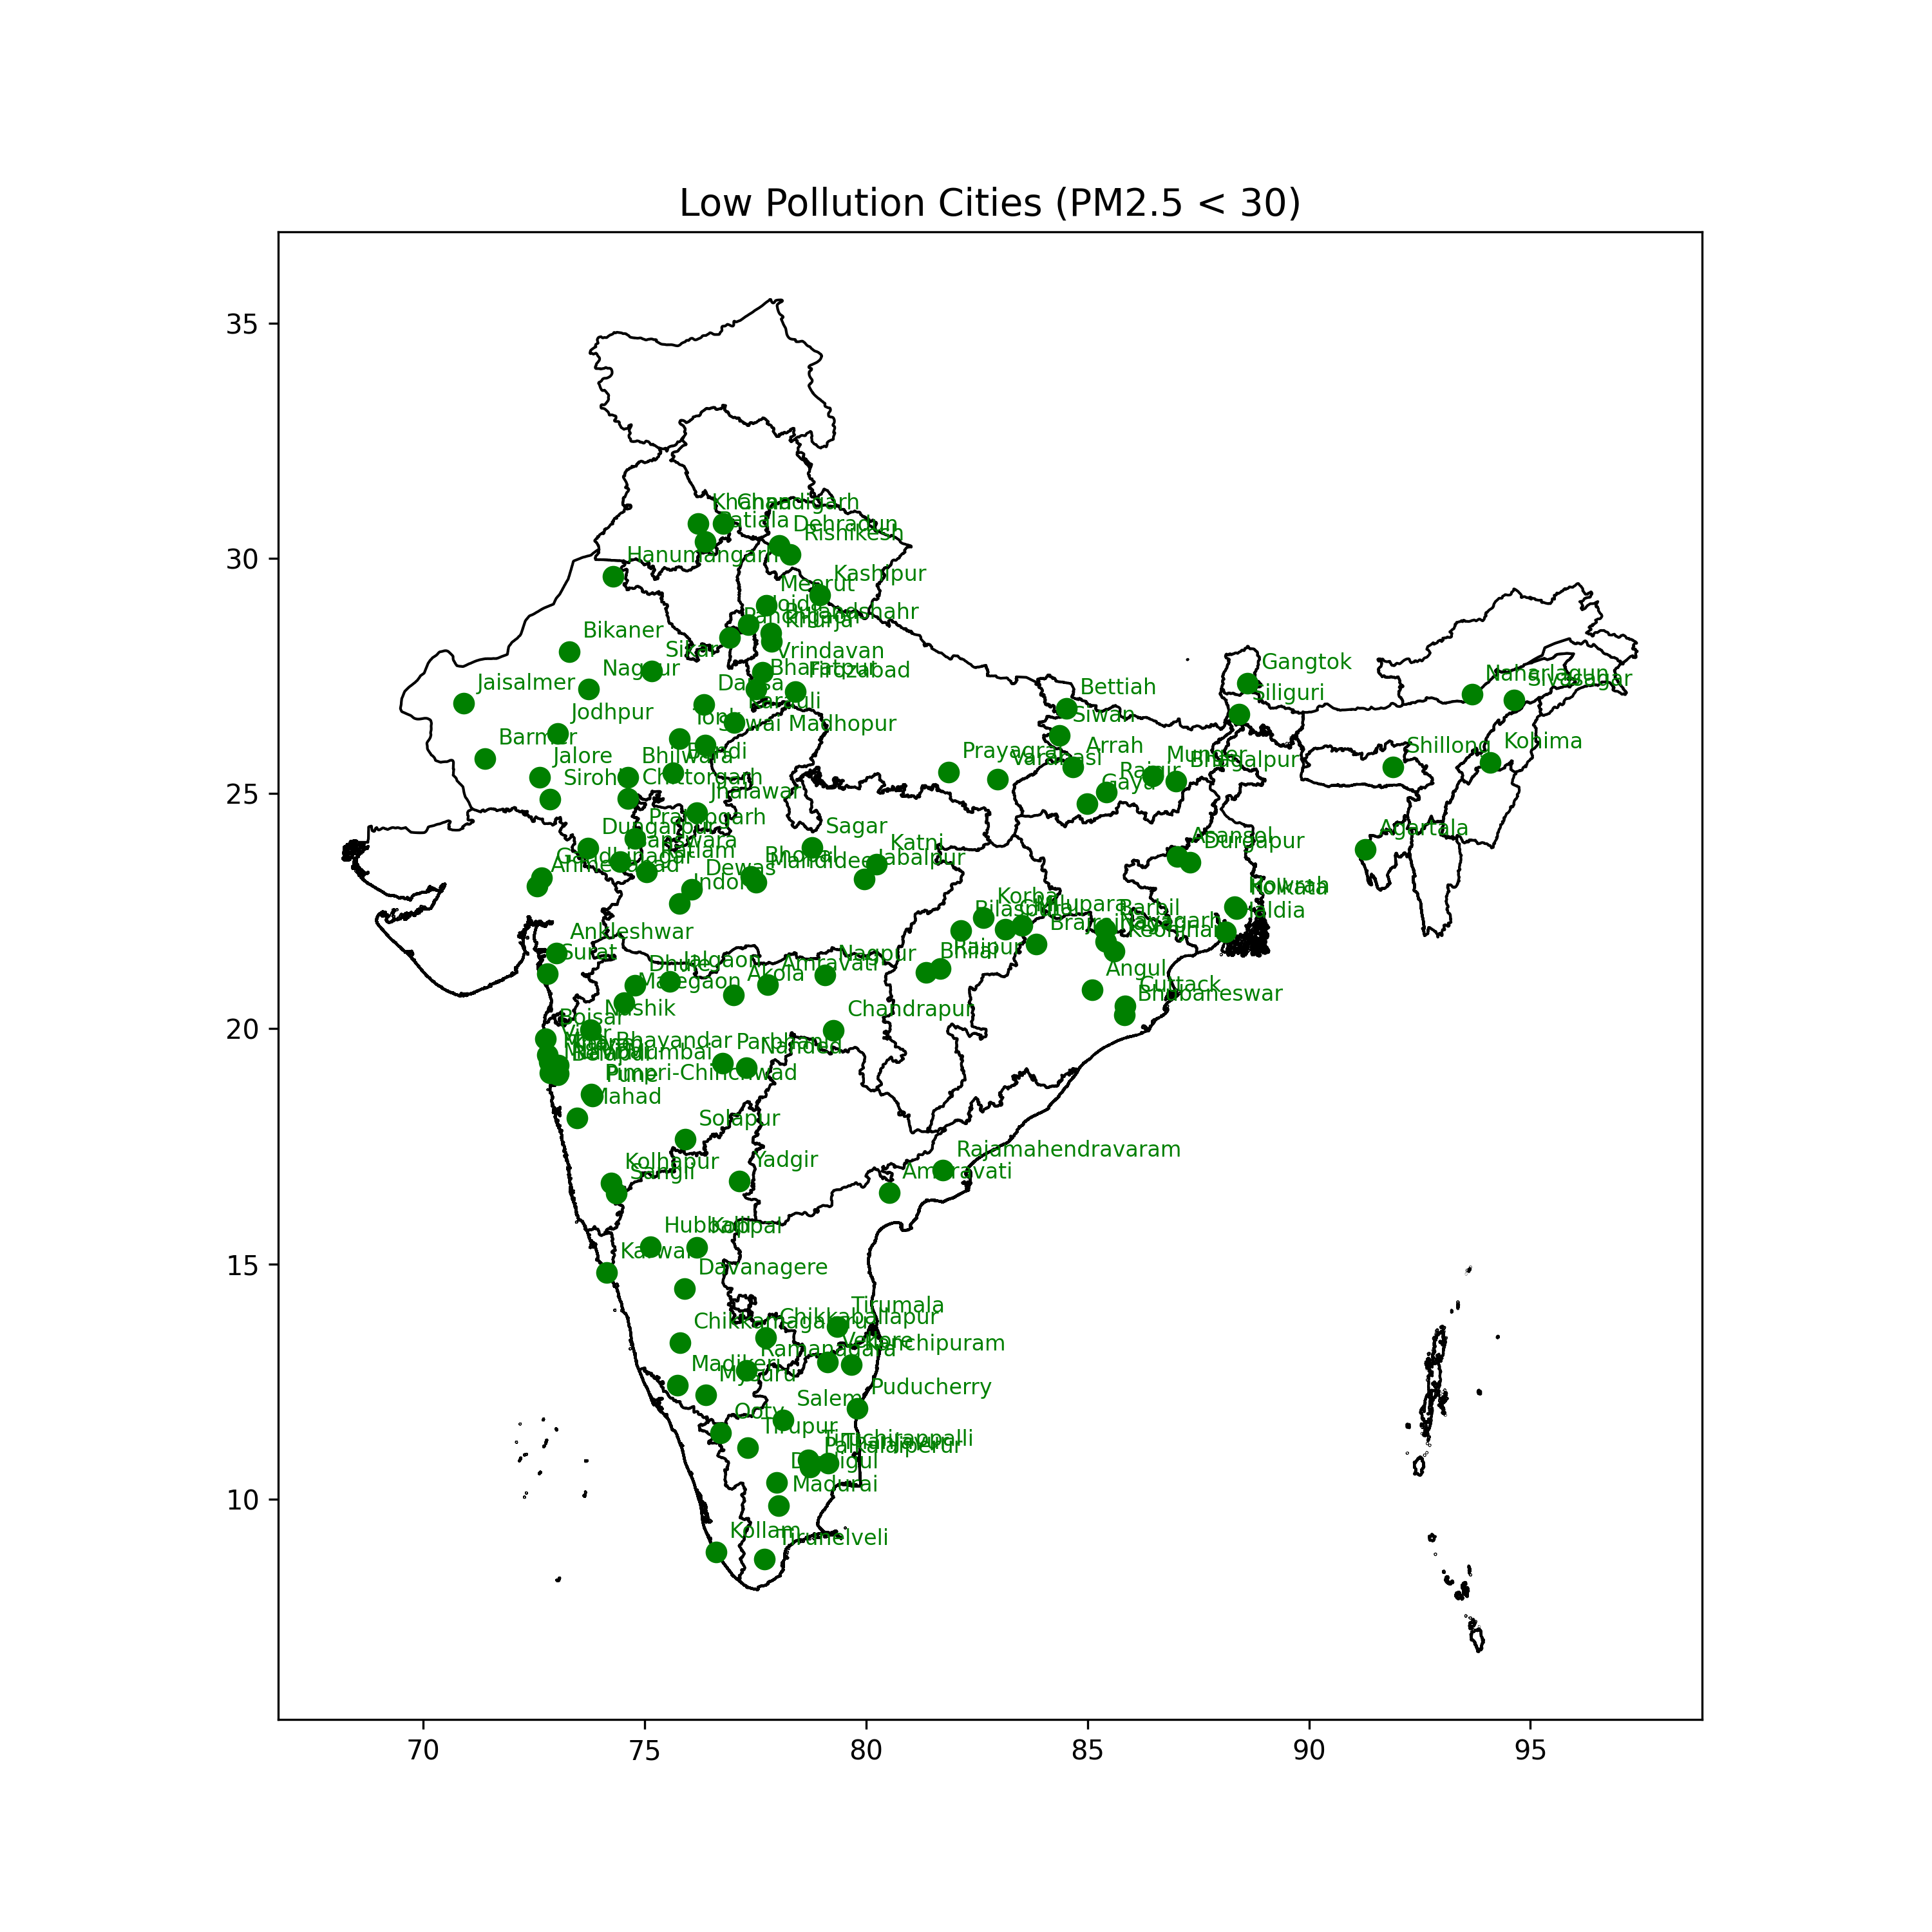 Low Pollution Cities (PM2.5 < 30)
35
30
25
20
15
10
70
75
80
85
90
95
Khanna
Chandigarh
Patiala
Dehradun
Rishikesh
Hanumangarh
Kashipur
Meerut
Noida
Bulandshahr
Khurja
Bikaner
Sikar
Vrindavan
Bharatpur
Firozabad
Nagaur
Jaisalmer
Dausa
Karauli
Jodhpur
Tonk
Sawai Madhopur
Barmer
Jalore
Bhilwara
Bundi
Sirohi
Chittorgarh
Jhalawar
Pratapgarh
Dungarpur
Banswara
Ratlam
Gandhinagar
Ahmedabad
Dewas
Indore
Bhopal
Mandideep
Sagar
Katni
Jabalpur
Gangtok
Siliguri
Naharlagun
Sivasagar
Bettiah
Siwan
Shillong
Kohima
Arrah
Prayagraj
Varanasi
Munger
Bhagalpur
Rajgir
Gaya
Agartala
Asansol
Durgapur
Howrah
Kolkata
Haldia
Korba
Bilaspur
Milupara
Brajrajnagar
Barbil
Nayagarh
Keonjhar
Ankleshwar
Surat
Nagpur
Bhilai
Raipur
Angul
Cuttack
Bhubaneswar
Dhule
Jalgaon
Amravati
Akola
Malegaon
Chandrapur
Nashik
Boisar
Virar
Bhayandar
Parbhani
Nanded
Navi Mumbai
Belapur
Pimpri-Chinchwad
Pune
Mahad
Solapur
Rajamahendravaram
Amaravati
Kolhapur
Sangli
Yadgir
Hubballi
Koppal
Karwar
Davanagere
Tirumala
Chikkaballapur
Chikkamagaluru
Vellore
Kanchipuram
Ramanagara
Madikeri
Mysuru
Puducherry
Salem
Ooty
Tirupur
Tiruchirappalli
Thanjavur
Palkalaiperur
Dindigul
Madurai
Kollam
Tirunelveli